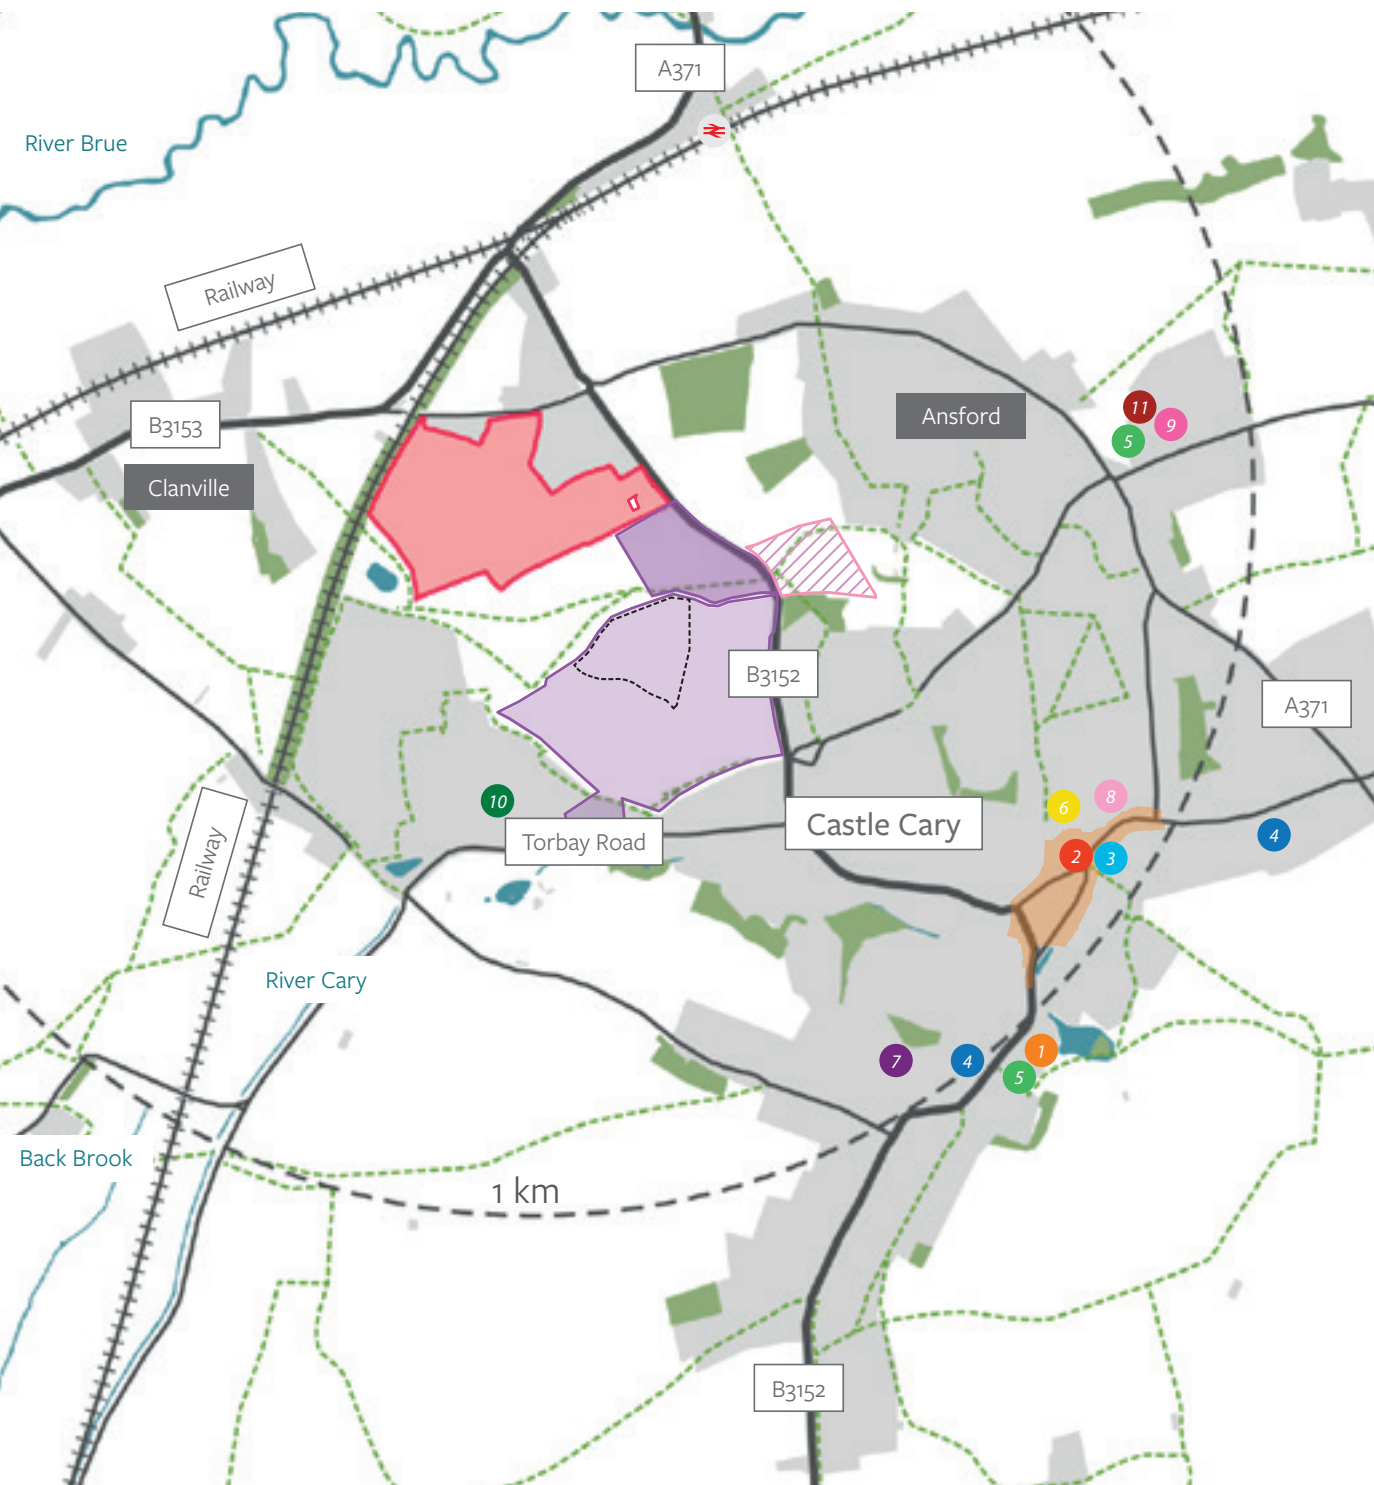 A371
River Brue
Railway
B3153
Ansford
11
9
5
Clanville
B3152
A371
10
6
8
Torbay Road
Castle Cary
4
2
3
Railway
River Cary
7
4
1
5
Back Brook
1 km
B3152